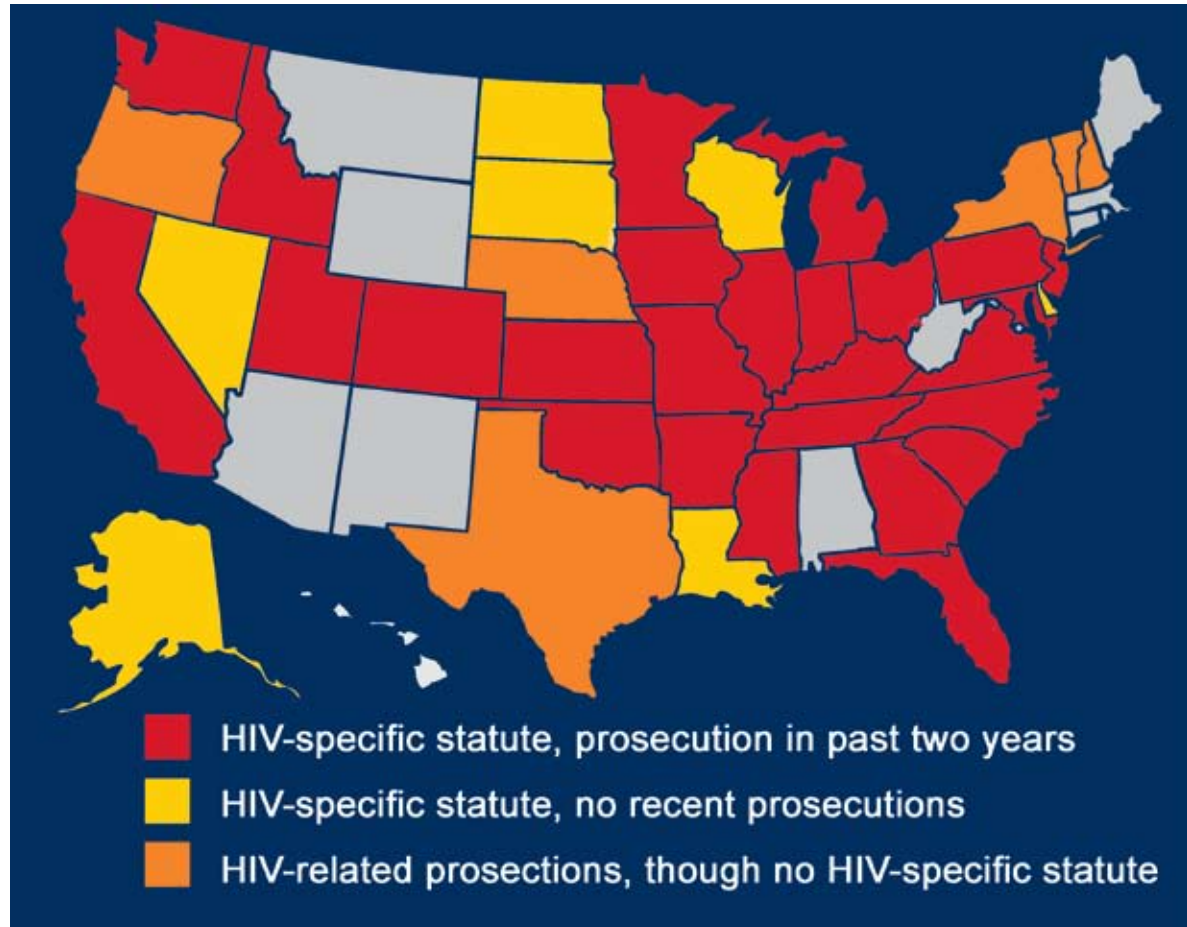 HIV-specific statute, prosecution in past two years
HIV-specific statute, no recent prosecutions
HIV-related prosections, though no HIV-specific statute